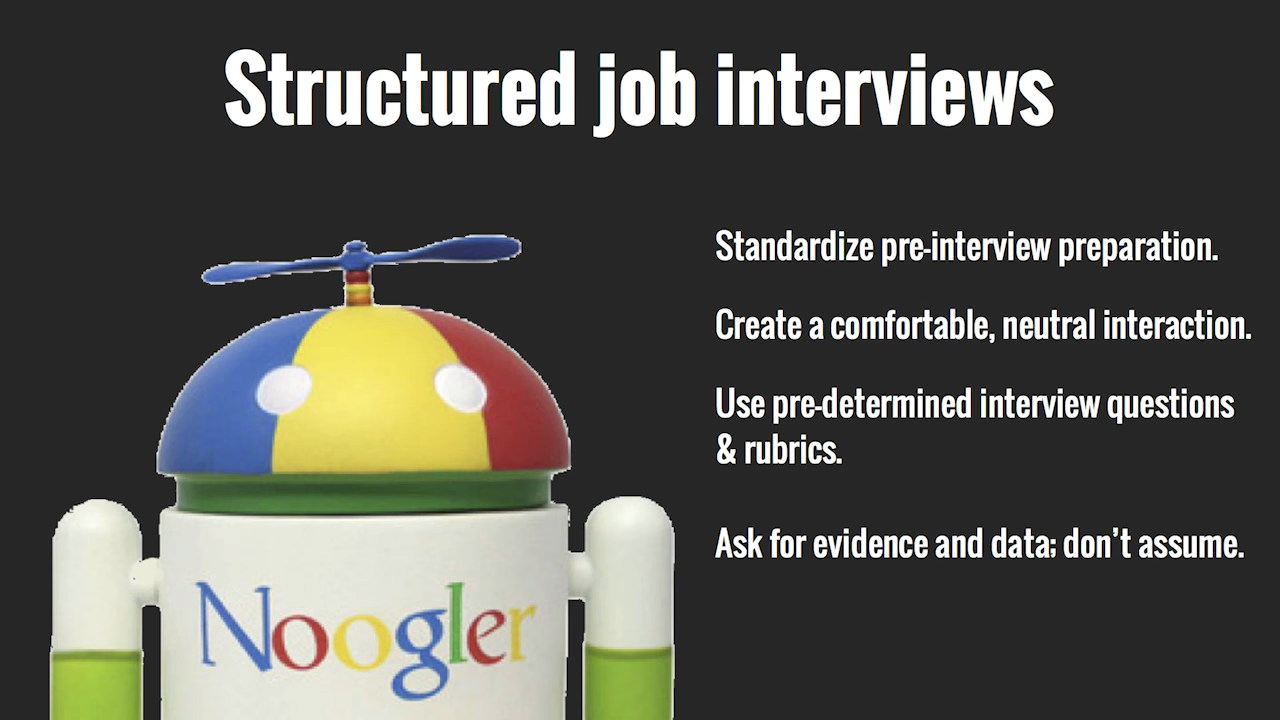 Structured job interviews
Standardize pre-interview preparation.
Create a comfortable, neutral interaction.
Use pre-determined interview questions
& rubrics.
Ask for evidence and data; don’t assume.
Noogler